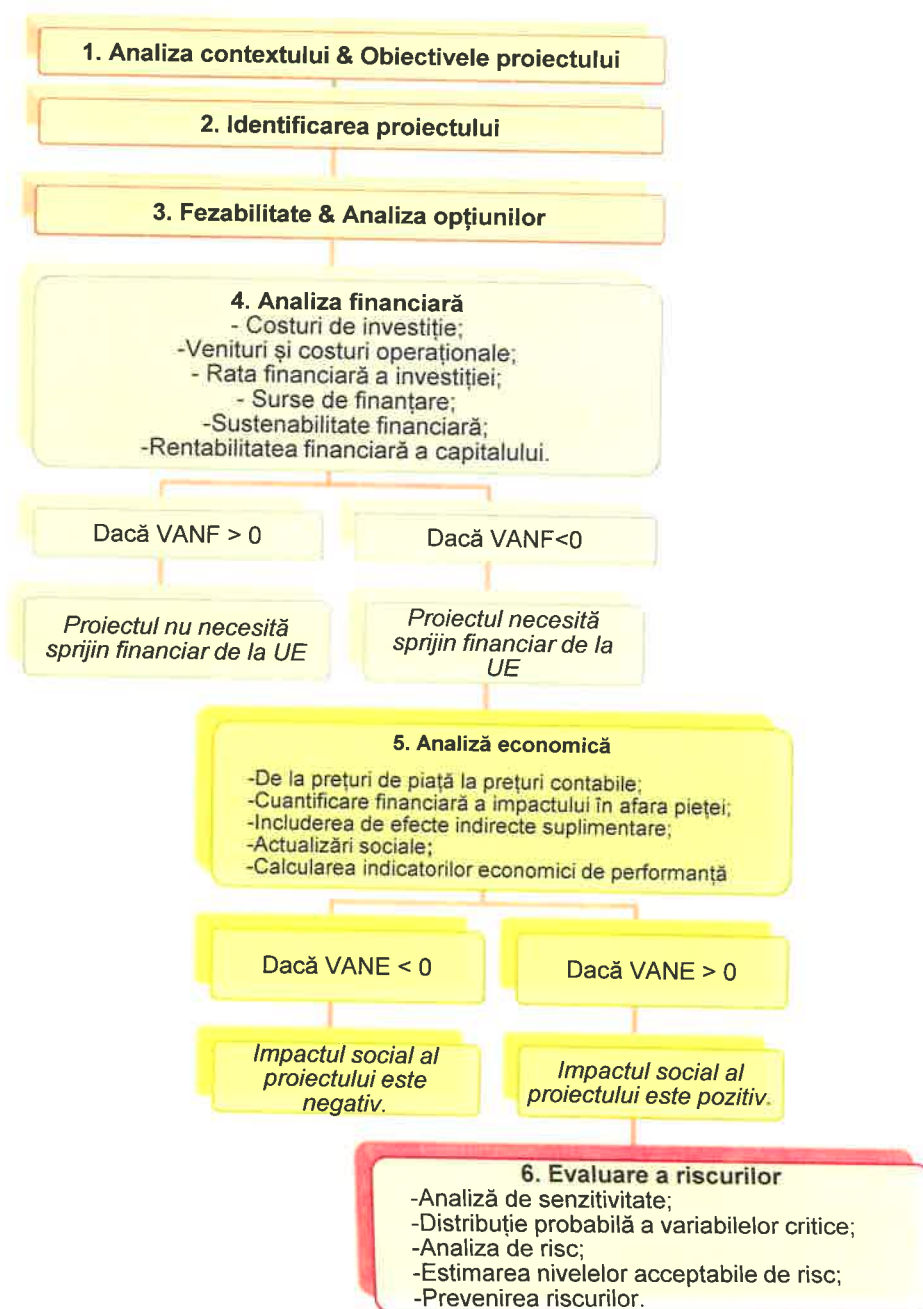 1. Analiza contextului & Obiectivele proiectului
2. Identificarea proiectului
3. Fezabilitate & Analiza opțiunilor
4. Analiza financiară
- Costuri de investiție;
-Venituri și costuri operaționale;
- Rata financiară a investiției;
- Surse de finanțare;
-Sustenabilitate financiară;
-Rentabilitatea financiară a capitalului.
Dacă VANF > 0
Dacă VANF<0
Proiectul nu necesită
sprijin financiar de la UE
Proiectul necesită
sprijin financiar de la
UE
5. Analiză economică
-De la prețuri de piață la prețuri contabile;
-Cuantificare financiară a impactului în afara pieței;
-Includerea de efecte indirecte suplimentare;
-Actualizări sociale;
-Calcularea indicatorilor economici de performanță
Dacă VANE < 0
Dacă VANE > 0
Impactul social al
proiectului este
negativ.
Impactul social al
proiectului este pozitiv.
6. Evaluare a riscurilor
-Analiză de senzitivitate;
-Distribuție probabilă a variabilelor critice;
-Analiza de risc;
-Estimarea nivelelor acceptabile de risc;
-Prevenirea riscurilor.